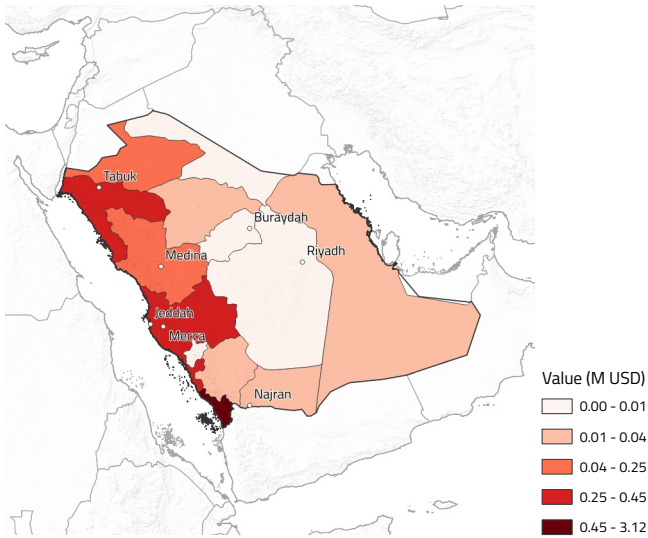 Tabuk
Buraydah
Riyadh
Medina
Jeddah
Mecca
Najran
Value (M USD)
0.00 - 0.01
0.01 - 0.04
0.04 - 0.25
0.25 - 0.45
0.45 - 3.12